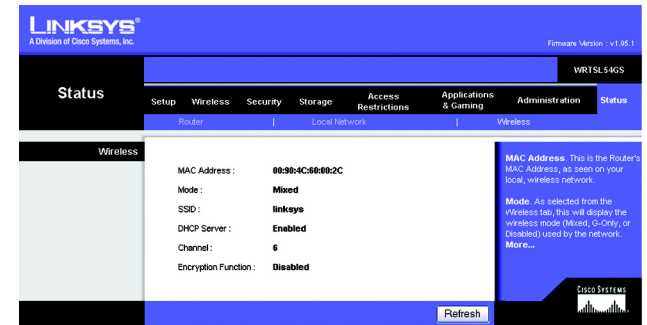 LINKSYS®
A Division of Cisco Systems, Inc.
Firmware Version : v1.95.1
WRTSL54GS
Status
Setup Wireless Security Storage Access Restrictions Applications & Gaming Administration Status
Router | Local Network | Wireless
Wireless
MAC Address : 00:90:4C:60:00:2C
Mode : Mixed
SSID : linksys
DHCP Server : Enabled
Channel : 6
Encryption Function : Disabled
MAC Address. This is the Router's
MAC Address, as seen on your
local, wireless network.
Mode. As selected from the
Wireless tab, this will display the
wireless mode (Mixed, G-Only, or
Disabled) used by the network.
More...
Refresh
CISCO SYSTEMS